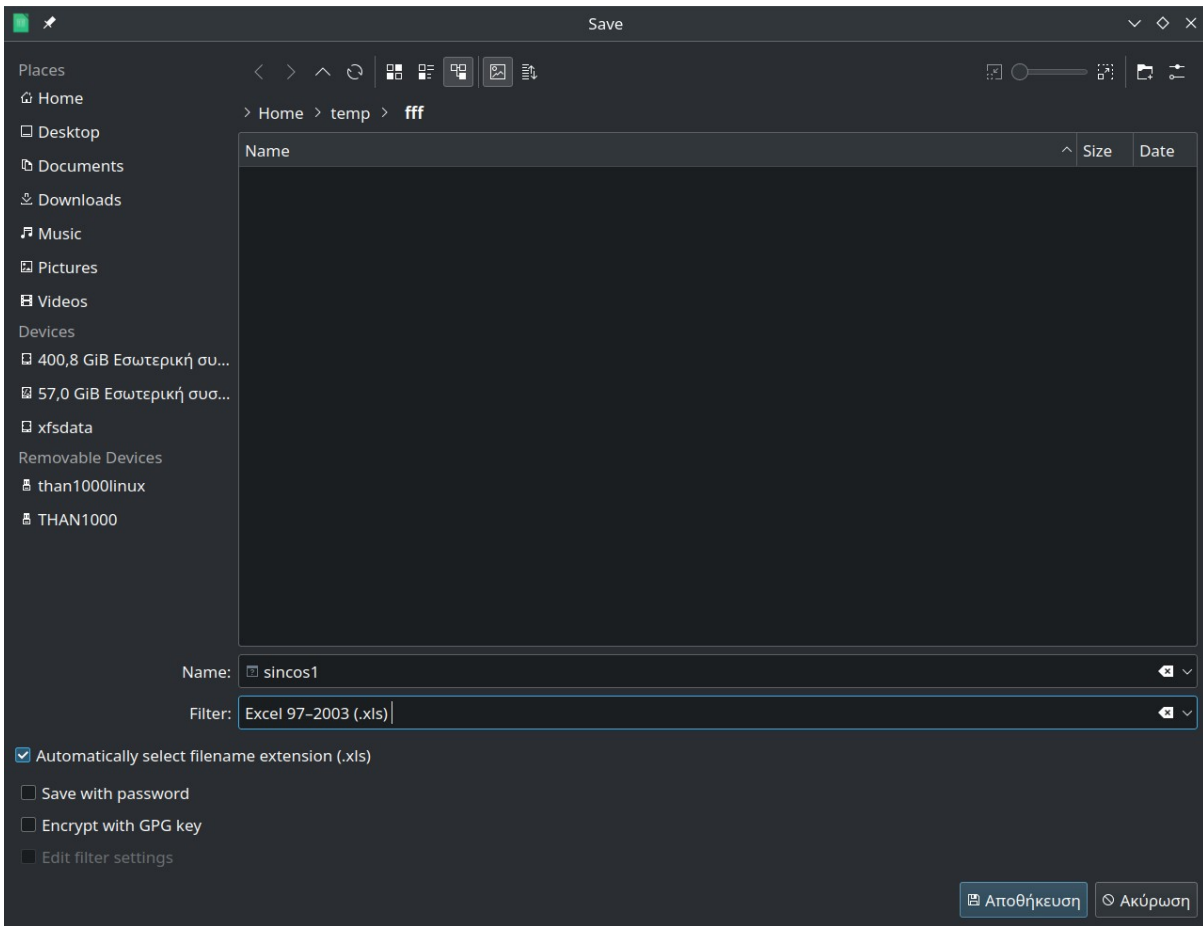 Save
Places
Home
Desktop
Documents
Downloads
Music
Pictures
Videos
Devices
400,8 GiB Εσωτερική συ...
57,0 GiB Εσωτερική συσ...
xfsdata
Removable Devices
than1000linux
THAN1000
> Home > temp > fff
Name Size Date
Name: sincos1
Filter: Excel 97–2003 (.xls)
Automatically select filename extension (.xls)
Save with password
Encrypt with GPG key
Edit filter settings
Αποθήκευση Ακύρωση